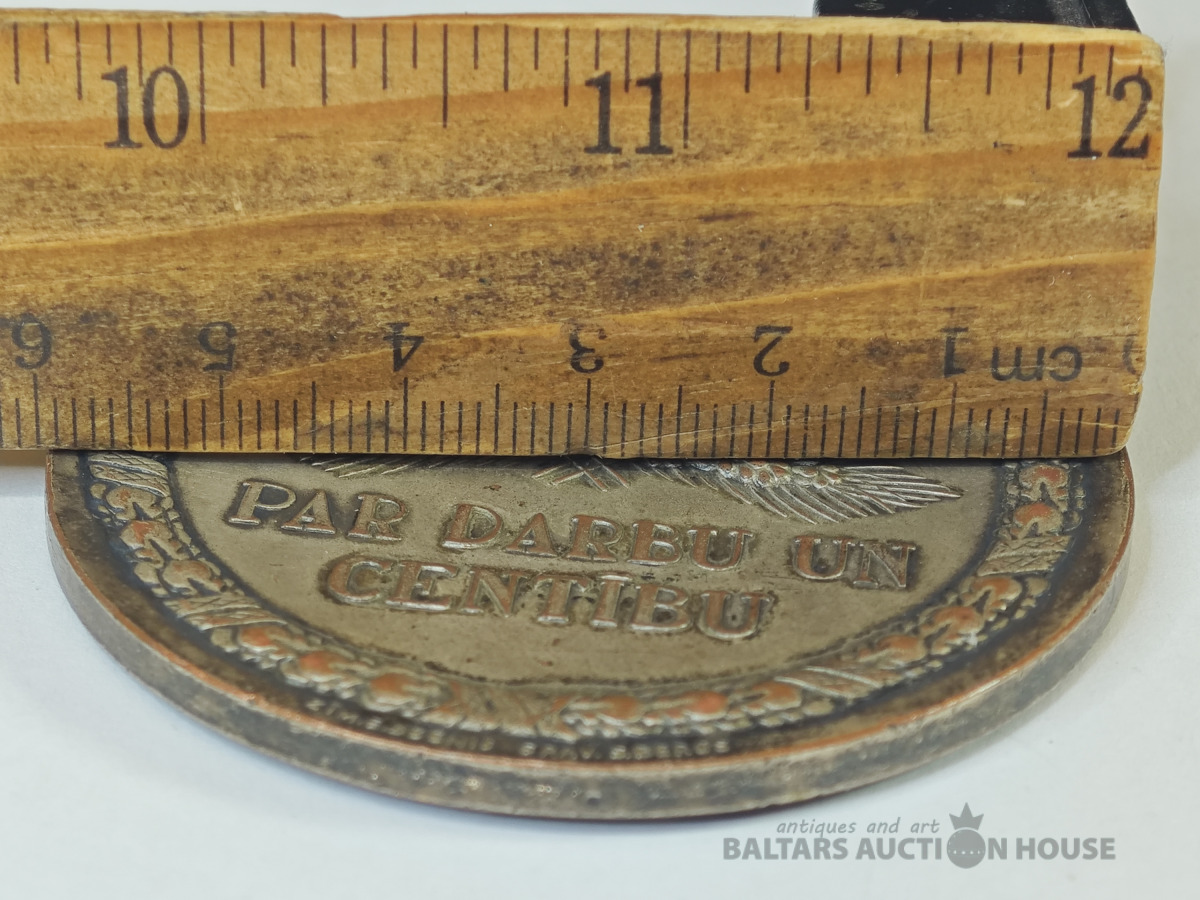 10 11 12
6 5 4 3 2 1 cm
PAR DARBU UN
CENTĪBU
S.BERCS
antiques and art
BALTARS AUCTION HOUSE